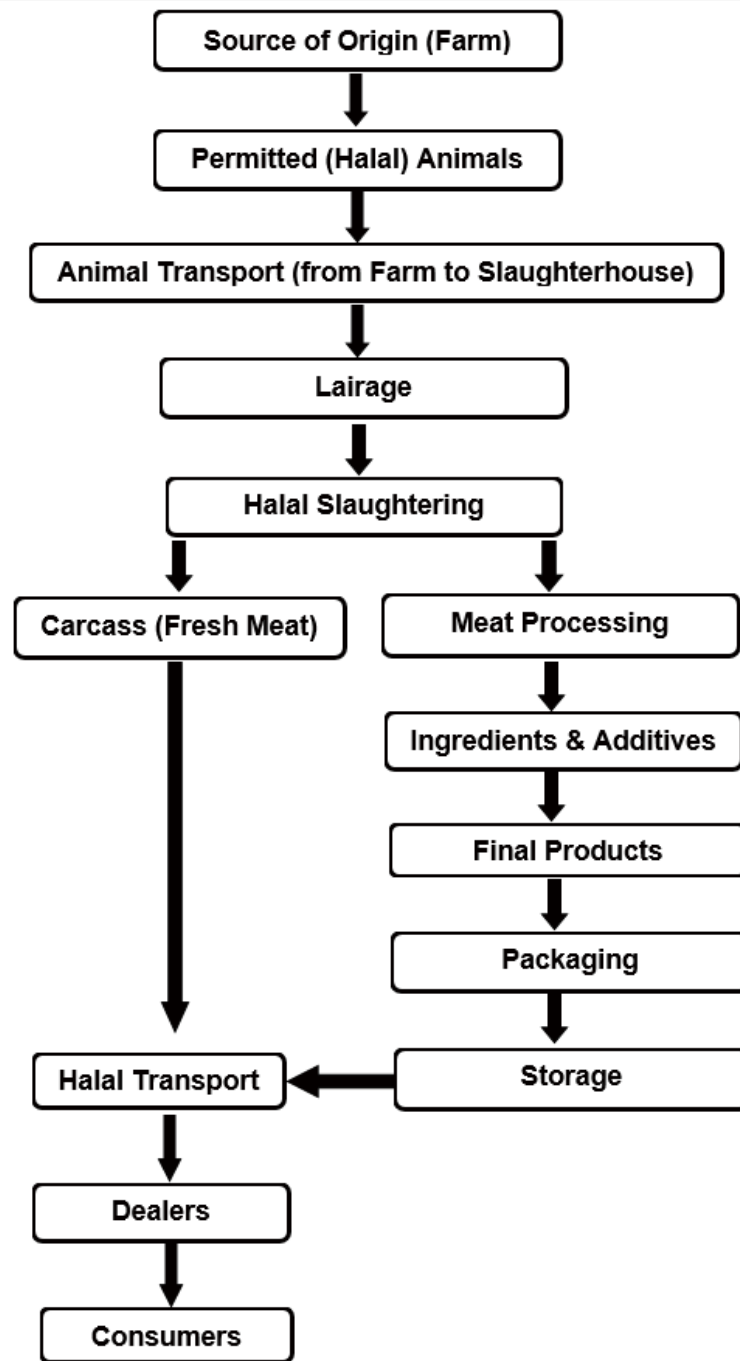 Source of Origin (Farm)
Permitted (Halal) Animals
Animal Transport (from Farm to Slaughterhouse)
Lairage
Halal Slaughtering
Carcass (Fresh Meat)
Meat Processing
Ingredients & Additives
Final Products
Packaging
Storage
Halal Transport
Dealers
Consumers